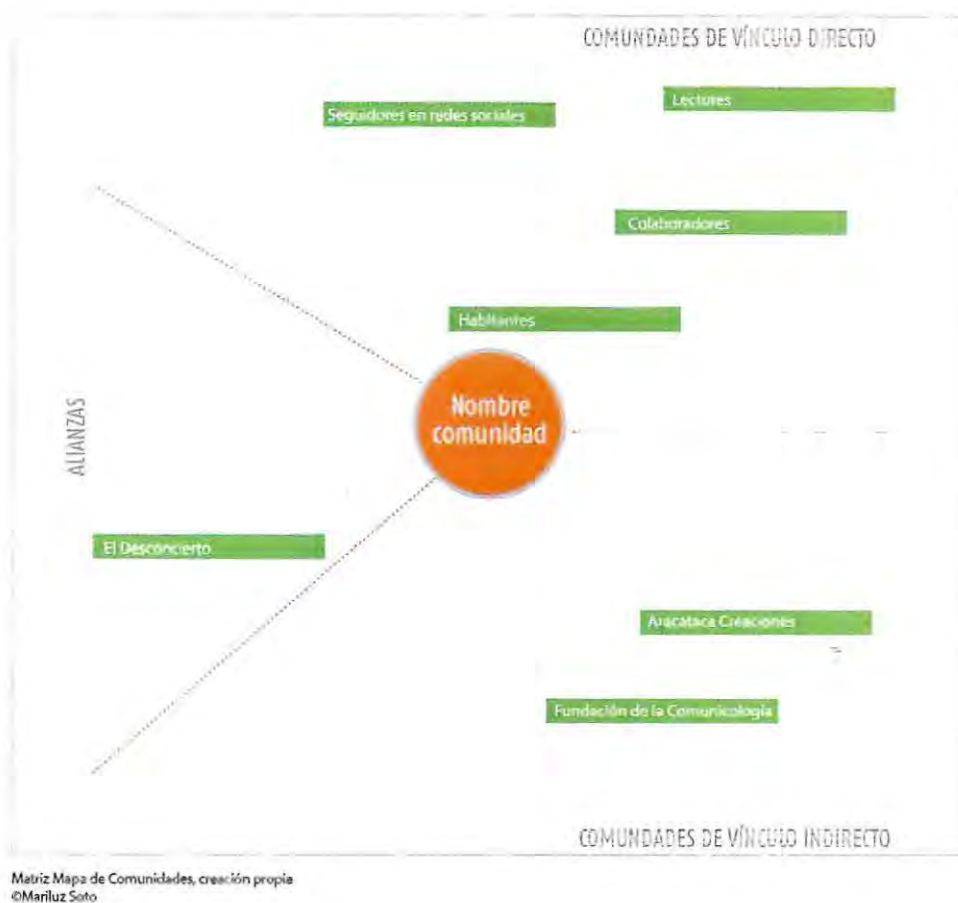 COMUNDADES DE VÍNCULO DIRECTO
Lectores
Seguidores en redes sociales
Colaboradores
Habitantes
Nombre
comunidad
ALIANZAS
El Desconcierto
Aracataca Creaciones
Fundación de la Comunicología
COMUNDADES DE VÍNCULO INDIRECTO
Matriz Mapa de Comunidades, creación propia
©Mariluz Soto